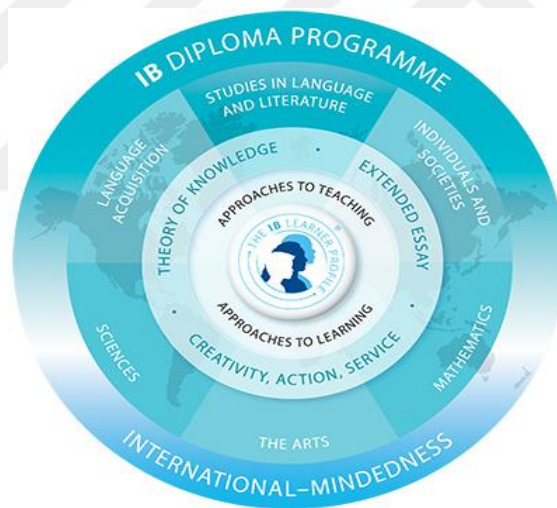 IB DIPLOMA PROGRAMME
STUDIES IN LANGUAGE
AND LITERATURE
LANGUAGE
ACQUISITION
INDIVIDUALS AND
SOCIETIES
THEORY OF KNOWLEDGE
EXTENDED ESSAY
APPROACHES TO TEACHING
THE IB LEARNER PROFILE
®
APPROACHES TO LEARNING
CREATIVITY, ACTION, SERVICE
SCIENCES
MATHEMATICS
THE ARTS
INTERNATIONAL–MINDEDNESS